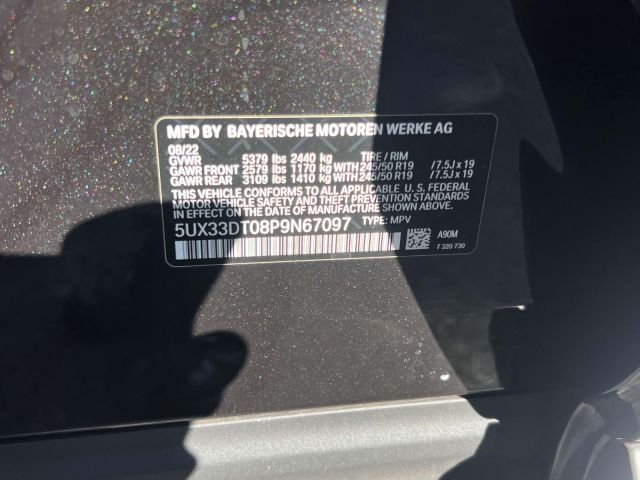 MFD BY BAYERISCHE MOTOREN WERKE AG
08/22
GVWR 5379 lbs 2440 kg TIRE / RIM
GAWR FRONT 2579 lbs 1170 kg WITH 245/50 R19 /7.5J x 19
GAWR REAR 3109 lbs 1410 kg WITH 245/50 R19 /7.5J x 19
THIS VEHICLE CONFORMS TO ALL APPLICABLE U.S. FEDERAL
MOTOR VEHICLE SAFETY AND THEFT PREVENTION STANDARDS
IN EFFECT ON THE DATE OF MANUFACTURE SHOWN ABOVE.
5UX33DT08P9N67097 TYPE: MPV
A90M
7 320 730